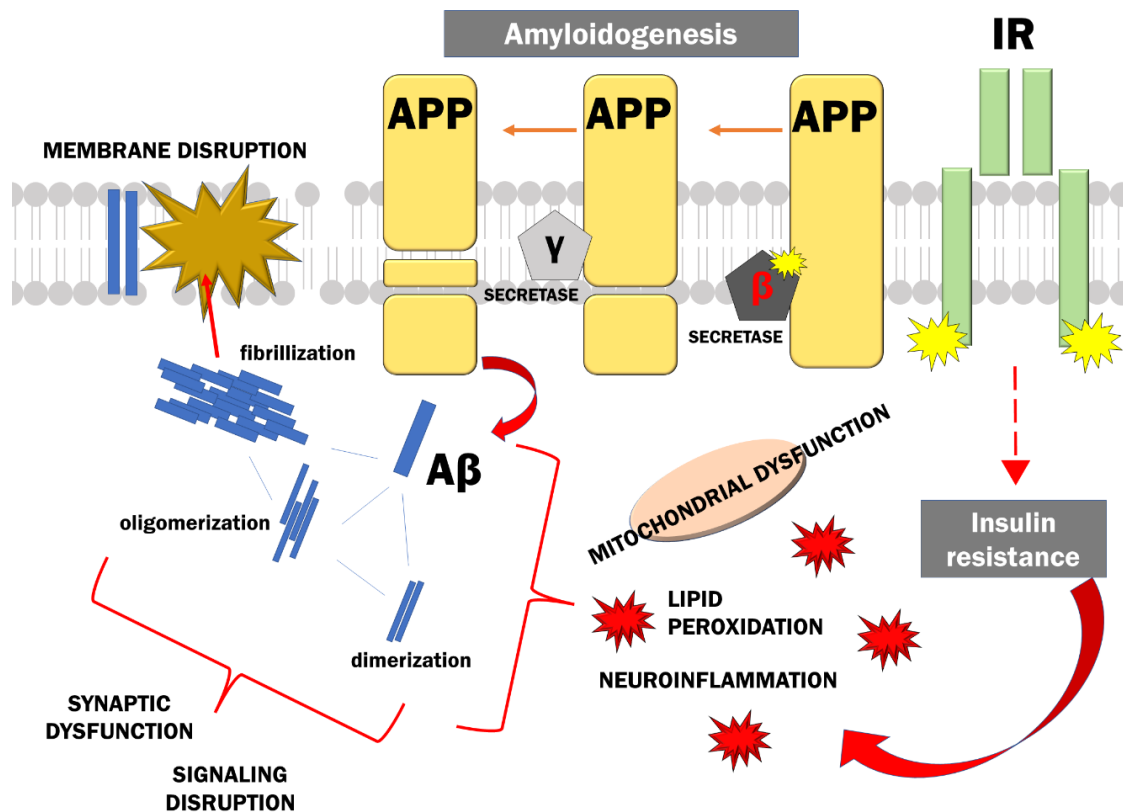 Amyloidogenesis
IR
APP
APP
APP
MEMBRANE DISRUPTION
γ
SECRETASE
β
SECRETASE
fibrillization
Aβ
oligomerization
dimerization
MITOCHONDRIAL DYSFUNCTION
Insulin
resistance
LIPID
PEROXIDATION
NEUROINFLAMMATION
SYNAPTIC
DYSFUNCTION
SIGNALING
DISRUPTION